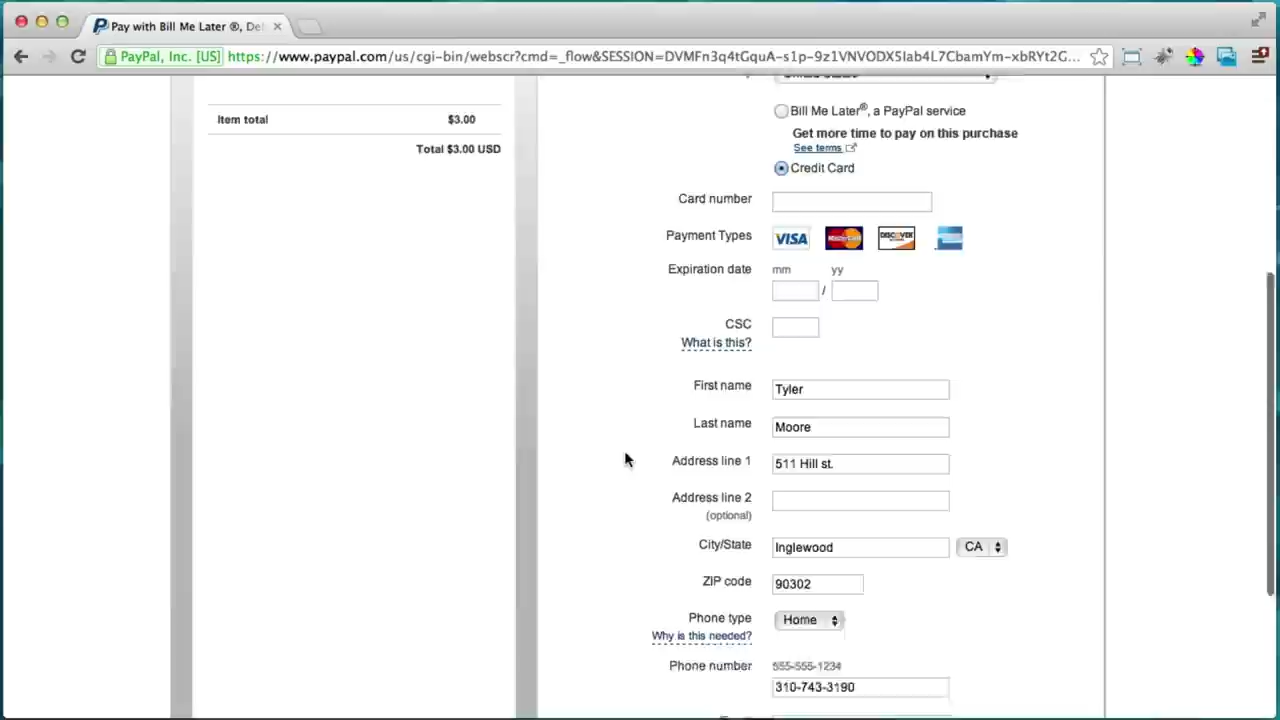 Pay with Bill Me Later ®, De
PayPal, Inc. [US] https://www.paypal.com/us/cgi-bin/webscr?cmd=_flow&SESSION=DVMFn3q4tGquA-s1p-9z1VNVODX5Iab4L7CbamYm-xbRYt2G...
Item total $3.00
Total $3.00 USD
Bill Me Later®, a PayPal service
Get more time to pay on this purchase
See terms
Credit Card
Card number
Payment Types VISA MasterCard DISCOVER
Expiration date mm yy
/
CSC
What is this?
First name Tyler
Last name Moore
Address line 1 511 Hill st.
Address line 2
(optional)
City/State Inglewood CA
ZIP code 90302
Phone type Home
Why is this needed?
Phone number 555-555-1234
310-743-3190